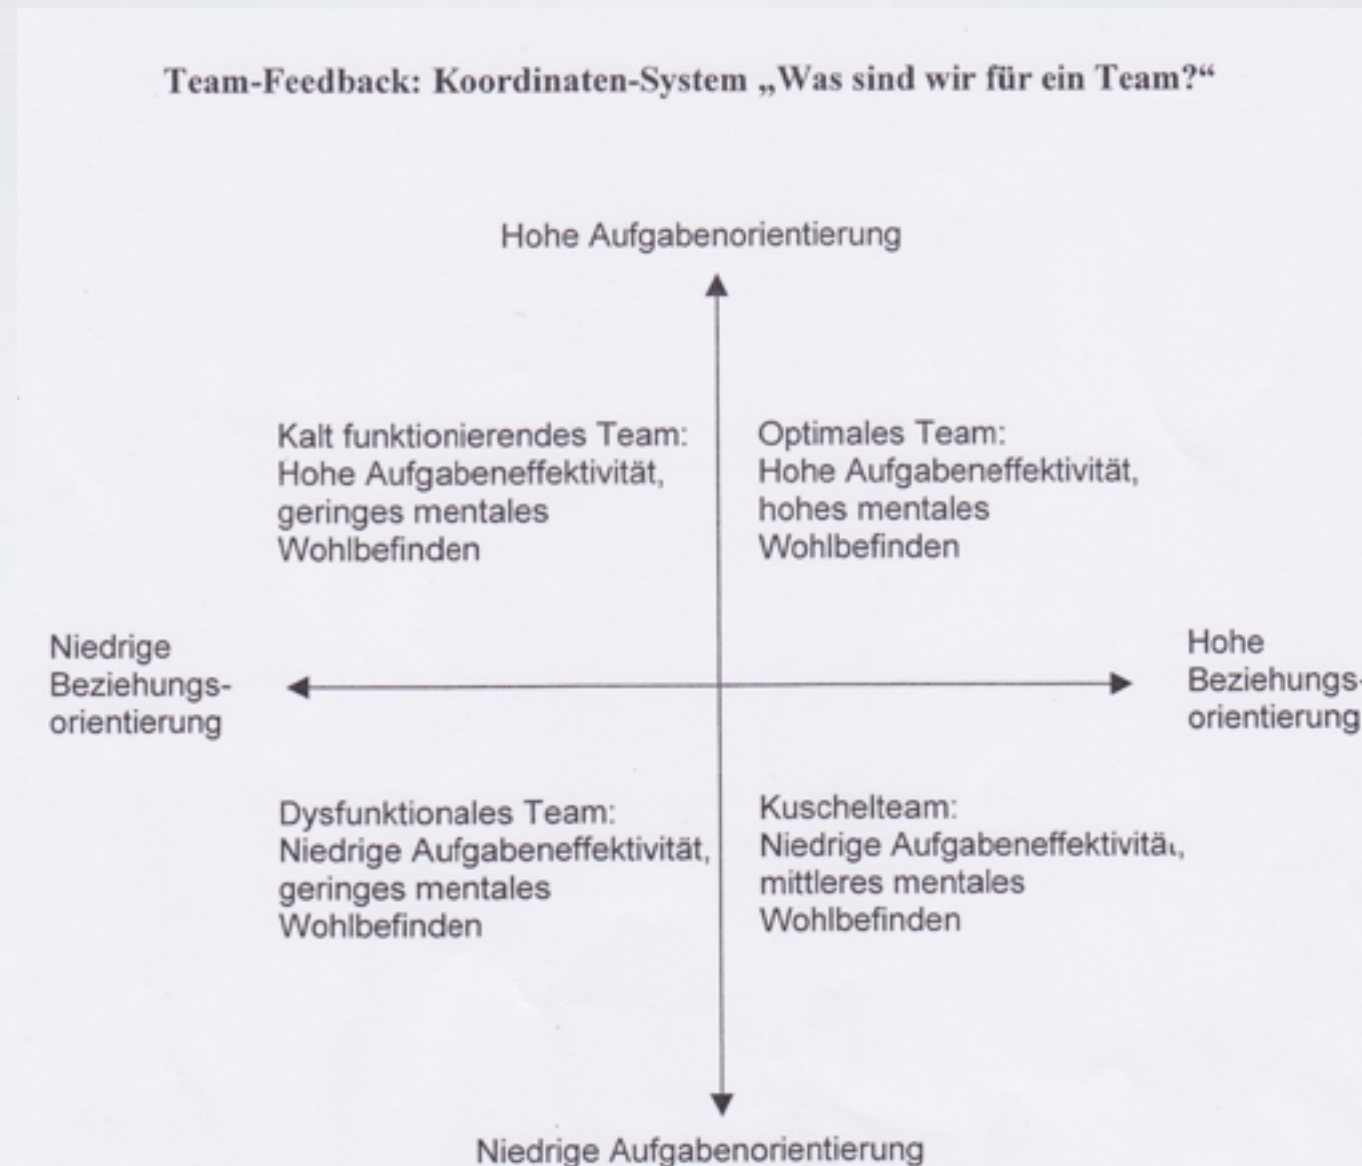 Team-Feedback: Koordinaten-System „Was sind wir für ein Team?“
Hohe Aufgabenorientierung
Kalt funktionierendes Team:
Hohe Aufgabeneffektivität,
geringes mentales
Wohlbefinden
Optimales Team:
Hohe Aufgabeneffektivität,
hohes mentales
Wohlbefinden
Niedrige
Beziehungs-
orientierung
Hohe
Beziehungs-
orientierung
Dysfunktionales Team:
Niedrige Aufgabeneffektivität,
geringes mentales
Wohlbefinden
Kuschelteam:
Niedrige Aufgabeneffektivität,
mittleres mentales
Wohlbefinden
Niedrige Aufgabenorientierung